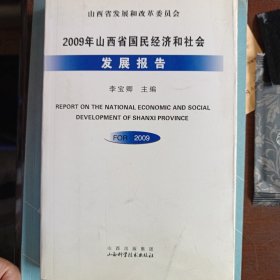 山西省发展和改革委员会
2009年山西省国民经济和社会
发展报告
李宝卿 主编
REPORT ON THE NATIONAL ECONOMIC AND SOCIAL
DEVELOPMENT OF SHANXI PROVINCE
FOR 2009
山西出版集团
山西科学技术出版社